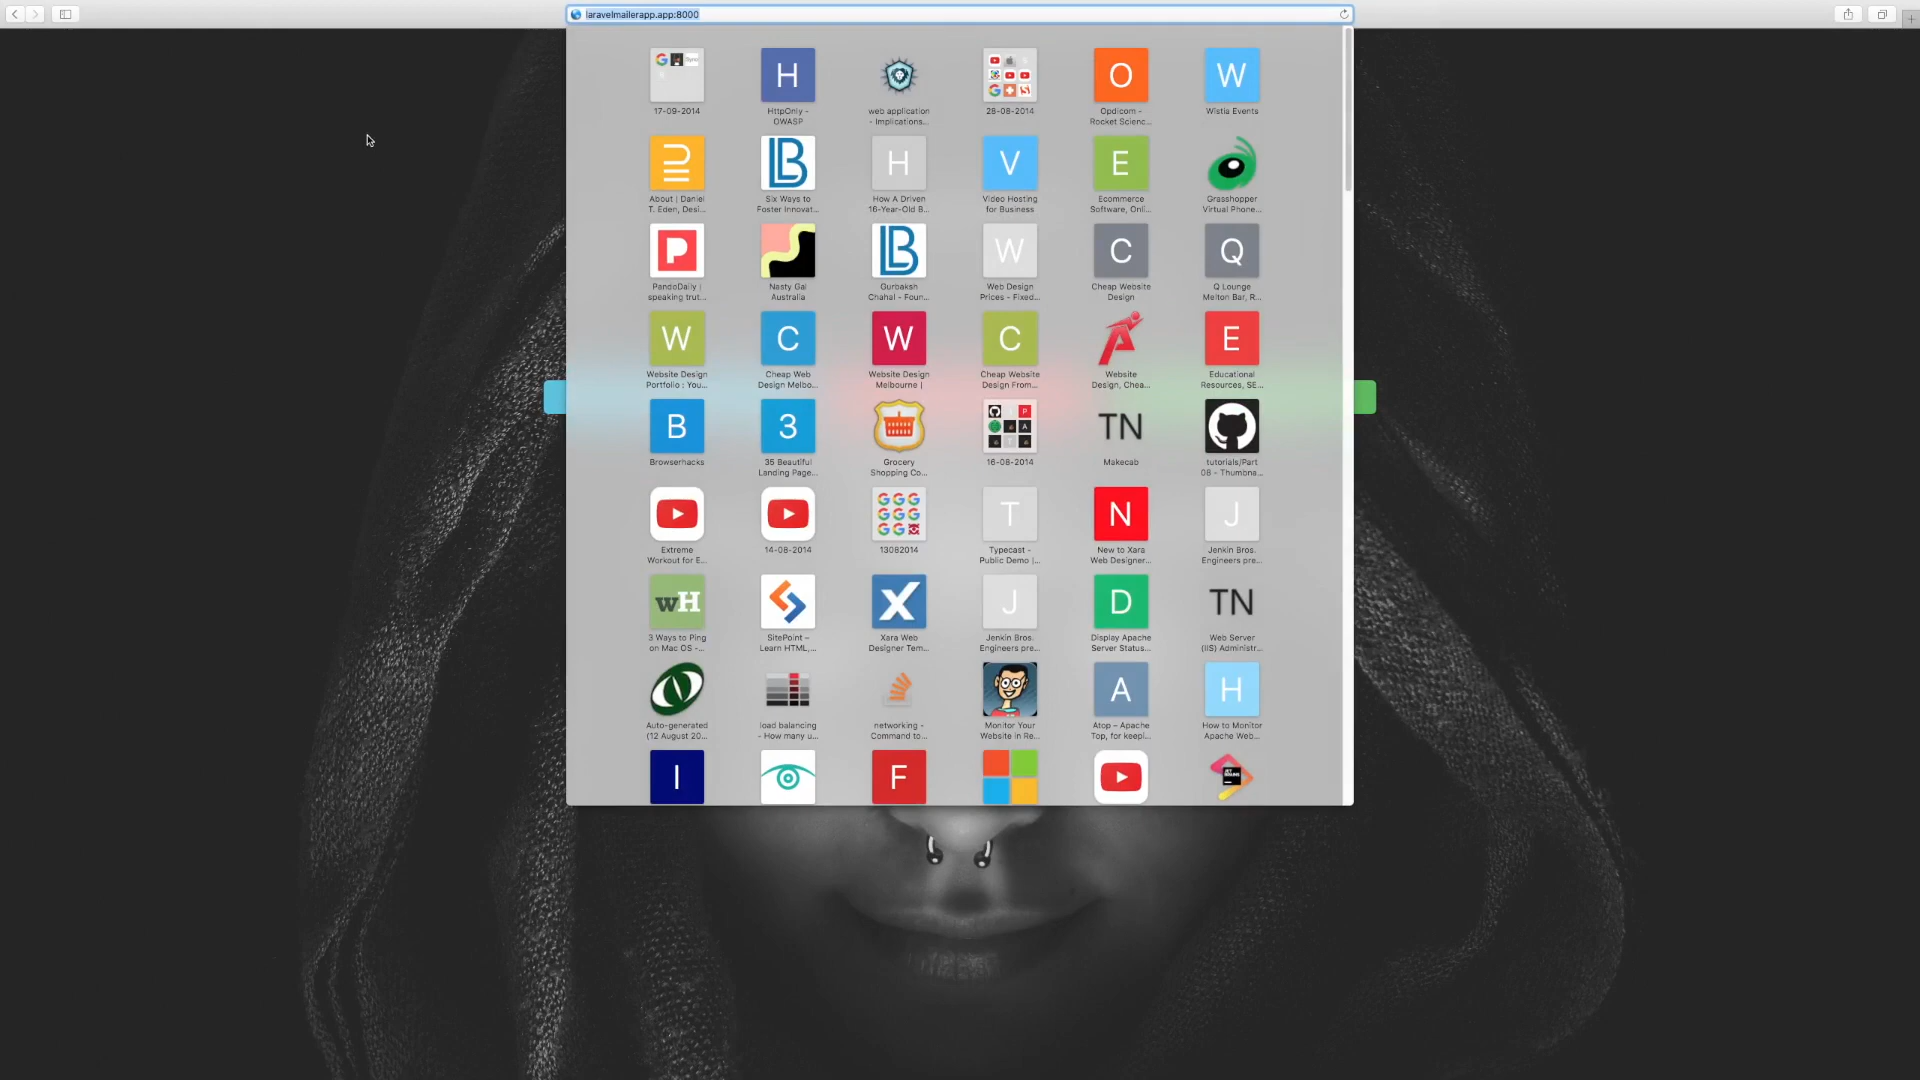 laravelmailerapp.app:8000
Sync
17-09-2014
H
HttpOnly -
OWASP
web application
- Implications...
28-08-2014
O
Opdicom -
Rocket Scienc...
W
Wistia Events
About | Daniel
T. Eden, Desi...
LB
Six Ways to
Foster Innovat...
H
How A Driven
16-Year-Old B...
V
Video Hosting
for Business
E
Ecommerce
Software, Onli...
Grasshopper
Virtual Phone...
P
PandoDaily |
speaking trut...
Nasty Gal
Australia
LB
Gurbaksh
Chahal - Foun...
W
Web Design
Prices - Fixed...
C
Cheap Website
Design
Q
Q Lounge
Melton Bar, R...
W
Website Design
Portfolio : You...
C
Cheap Web
Design Melbo...
W
Website Design
Melbourne |
C
Cheap Website
Design From...
Website
Design, Chea...
E
Educational
Resources, SE...
B
Browserhacks
3
35 Beautiful
Landing Page...
Grocery
Shopping Co...
P
A
T
16-08-2014
TN
Makecab
tutorials/Part
08 - Thumbna...
Extreme
Workout for E...
14-08-2014
13082014
T
Typecast -
Public Demo |...
N
New to Xara
Web Designer...
J
Jenkin Bros.
Engineers pre...
wH
3 Ways to Ping
on Mac OS -...
SitePoint –
Learn HTML,...
X
Xara Web
Designer Tem...
J
Jenkin Bros.
Engineers pre...
D
Display Apache
Server Status...
TN
Web Server
(IIS) Administr...
Auto-generated
(12 August 20...
load balancing
- How many u...
networking -
Command to...
Monitor Your
Website in Re...
A
Atop – Apache
Top, for keepi...
H
How to Monitor
Apache Web...
I
F
JET
BRAINS